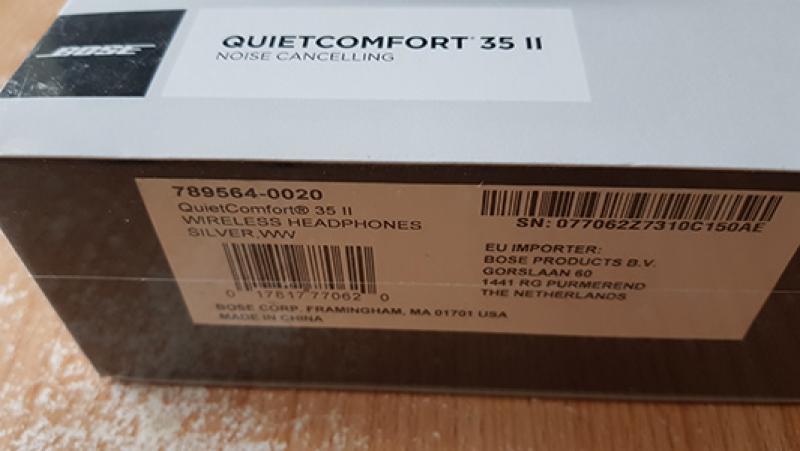 BOSE
QUIETCOMFORT® 35 II
NOISE CANCELLING
789564-0020
QuietComfort® 35 II
WIRELESS HEADPHONES
SILVER,WW
0 17817 77062 0
BOSE CORP, FRAMINGHAM, MA 01701 USA
MADE IN CHINA
SN: 077062Z7310C150AE
EU IMPORTER:
BOSE PRODUCTS B.V.
GORSLAAN 60
1441 RG PURMEREND
THE NETHERLANDS